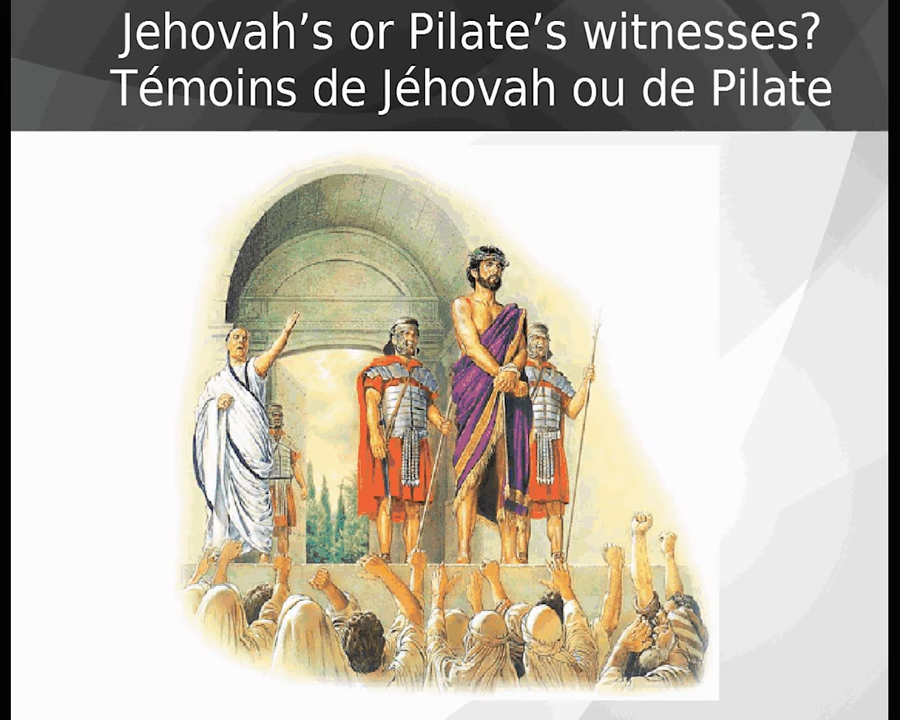 Jehovah’s or Pilate’s witnesses?
Témoins de Jéhovah ou de Pilate